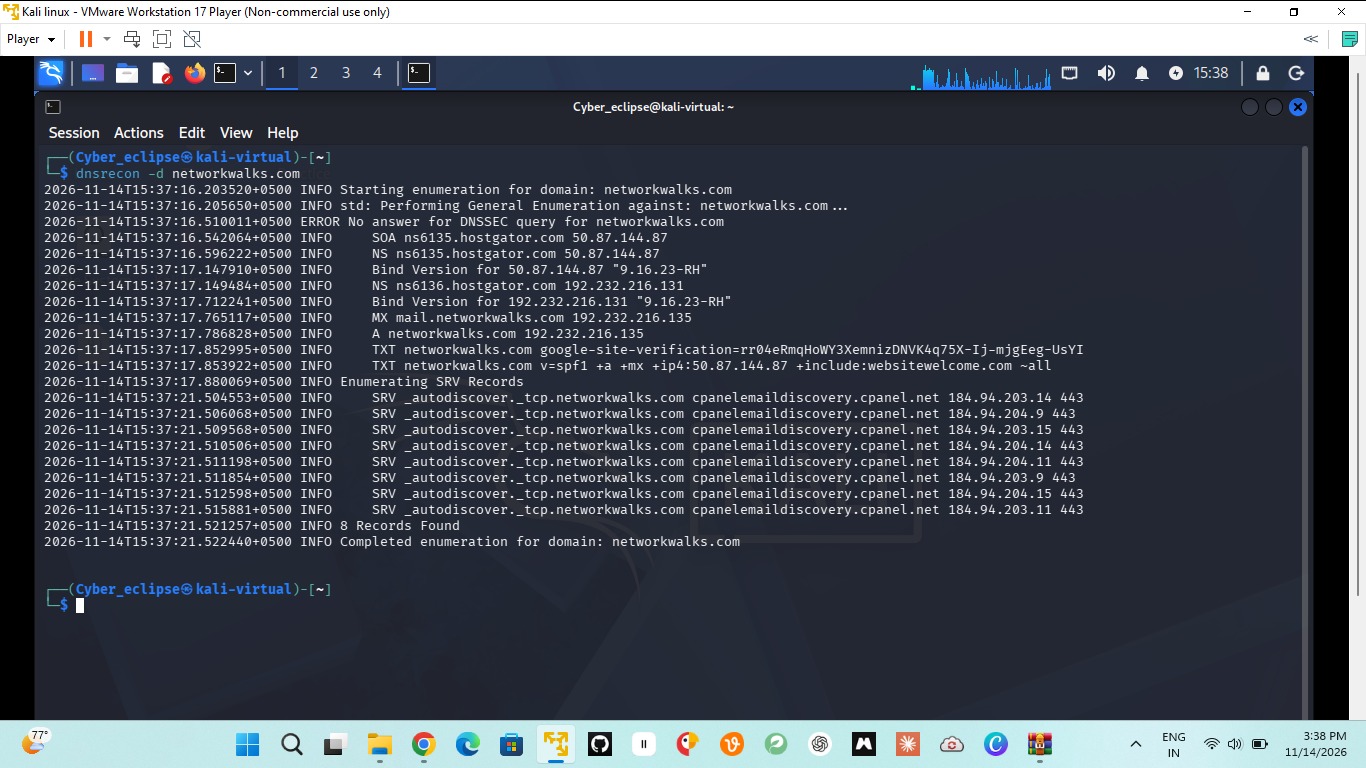 Kali linux - VMware Workstation 17 Player (Non-commercial use only)
Player
1 2 3 4 15:38
Cyber_eclipse@kali-virtual: ~
Session Actions Edit View Help
┌──(Cyber_eclipse㉿kali-virtual)-[~]
└─$ dnsrecon -d networkwalks.com
2026-11-14T15:37:16.203520+0500 INFO Starting enumeration for domain: networkwalks.com
2026-11-14T15:37:16.205650+0500 INFO std: Performing General Enumeration against: networkwalks.com...
2026-11-14T15:37:16.510011+0500 ERROR No answer for DNSSEC query for networkwalks.com
2026-11-14T15:37:16.542064+0500 INFO     SOA ns6135.hostgator.com 50.87.144.87
2026-11-14T15:37:16.596222+0500 INFO     NS ns6135.hostgator.com 50.87.144.87
2026-11-14T15:37:17.147910+0500 INFO     Bind Version for 50.87.144.87 "9.16.23-RH"
2026-11-14T15:37:17.149484+0500 INFO     NS ns6136.hostgator.com 192.232.216.131
2026-11-14T15:37:17.712241+0500 INFO     Bind Version for 192.232.216.131 "9.16.23-RH"
2026-11-14T15:37:17.765117+0500 INFO     MX mail.networkwalks.com 192.232.216.135
2026-11-14T15:37:17.786828+0500 INFO     A networkwalks.com 192.232.216.135
2026-11-14T15:37:17.852995+0500 INFO     TXT networkwalks.com google-site-verification=rr04eRmqHoWY3XemnizDNVK4q75X-Ij-mjgEeg-UsYI
2026-11-14T15:37:17.853922+0500 INFO     TXT networkwalks.com v=spf1 +a +mx +ip4:50.87.144.87 +include:websitewelcome.com ~all
2026-11-14T15:37:17.880069+0500 INFO Enumerating SRV Records
2026-11-14T15:37:21.504553+0500 INFO     SRV _autodiscover._tcp.networkwalks.com cpanelemaildiscovery.cpanel.net 184.94.203.14 443
2026-11-14T15:37:21.506068+0500 INFO     SRV _autodiscover._tcp.networkwalks.com cpanelemaildiscovery.cpanel.net 184.94.204.9 443
2026-11-14T15:37:21.509568+0500 INFO     SRV _autodiscover._tcp.networkwalks.com cpanelemaildiscovery.cpanel.net 184.94.203.15 443
2026-11-14T15:37:21.510506+0500 INFO     SRV _autodiscover._tcp.networkwalks.com cpanelemaildiscovery.cpanel.net 184.94.204.14 443
2026-11-14T15:37:21.511198+0500 INFO     SRV _autodiscover._tcp.networkwalks.com cpanelemaildiscovery.cpanel.net 184.94.204.11 443
2026-11-14T15:37:21.511854+0500 INFO     SRV _autodiscover._tcp.networkwalks.com cpanelemaildiscovery.cpanel.net 184.94.203.9 443
2026-11-14T15:37:21.512598+0500 INFO     SRV _autodiscover._tcp.networkwalks.com cpanelemaildiscovery.cpanel.net 184.94.204.15 443
2026-11-14T15:37:21.515881+0500 INFO     SRV _autodiscover._tcp.networkwalks.com cpanelemaildiscovery.cpanel.net 184.94.203.11 443
2026-11-14T15:37:21.521257+0500 INFO 8 Records Found
2026-11-14T15:37:21.522440+0500 INFO Completed enumeration for domain: networkwalks.com
┌──(Cyber_eclipse㉿kali-virtual)-[~]
└─$
77°
ENG
IN
3:38 PM
11/14/2026